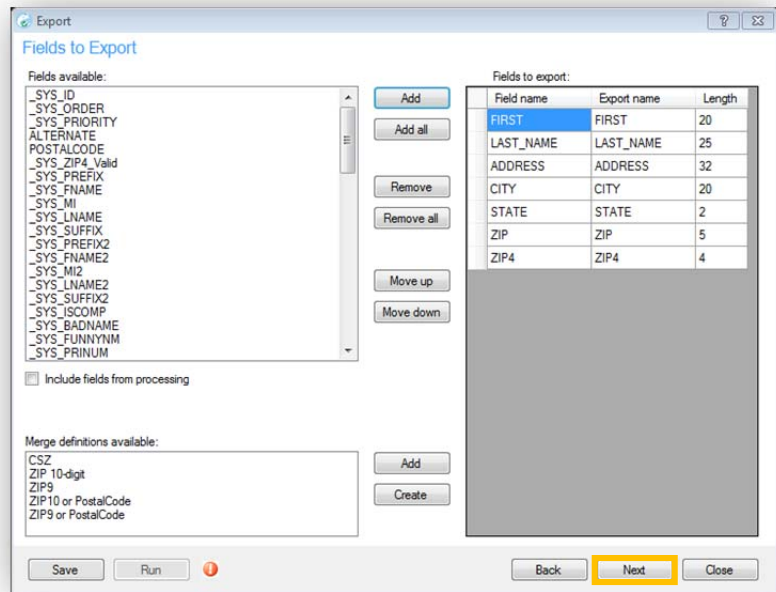 Export
Fields to Export
Fields available:
_SYS_ID
_SYS_ORDER
_SYS_PRIORITY
ALTERNATE
POSTALCODE
_SYS_ZIP4_Valid
_SYS_PREFIX
_SYS_FNAME
_SYS_MI
_SYS_LNAME
_SYS_SUFFIX
_SYS_PREFIX2
_SYS_FNAME2
_SYS_MI2
_SYS_LNAME2
_SYS_SUFFIX2
_SYS_ISCOMP
_SYS_BADNAME
_SYS_FUNNYNM
_SYS_PRINUM
Include fields from processing
Add
Add all
Remove
Remove all
Move up
Move down
Fields to export:
Field name Export name Length
FIRST FIRST 20
LAST_NAME LAST_NAME 25
ADDRESS ADDRESS 32
CITY CITY 20
STATE STATE 2
ZIP ZIP 5
ZIP4 ZIP4 4
Merge definitions available:
CSZ
ZIP 10-digit
ZIP9
ZIP10 or PostalCode
ZIP9 or PostalCode
Add
Create
Save Run Back Next Close